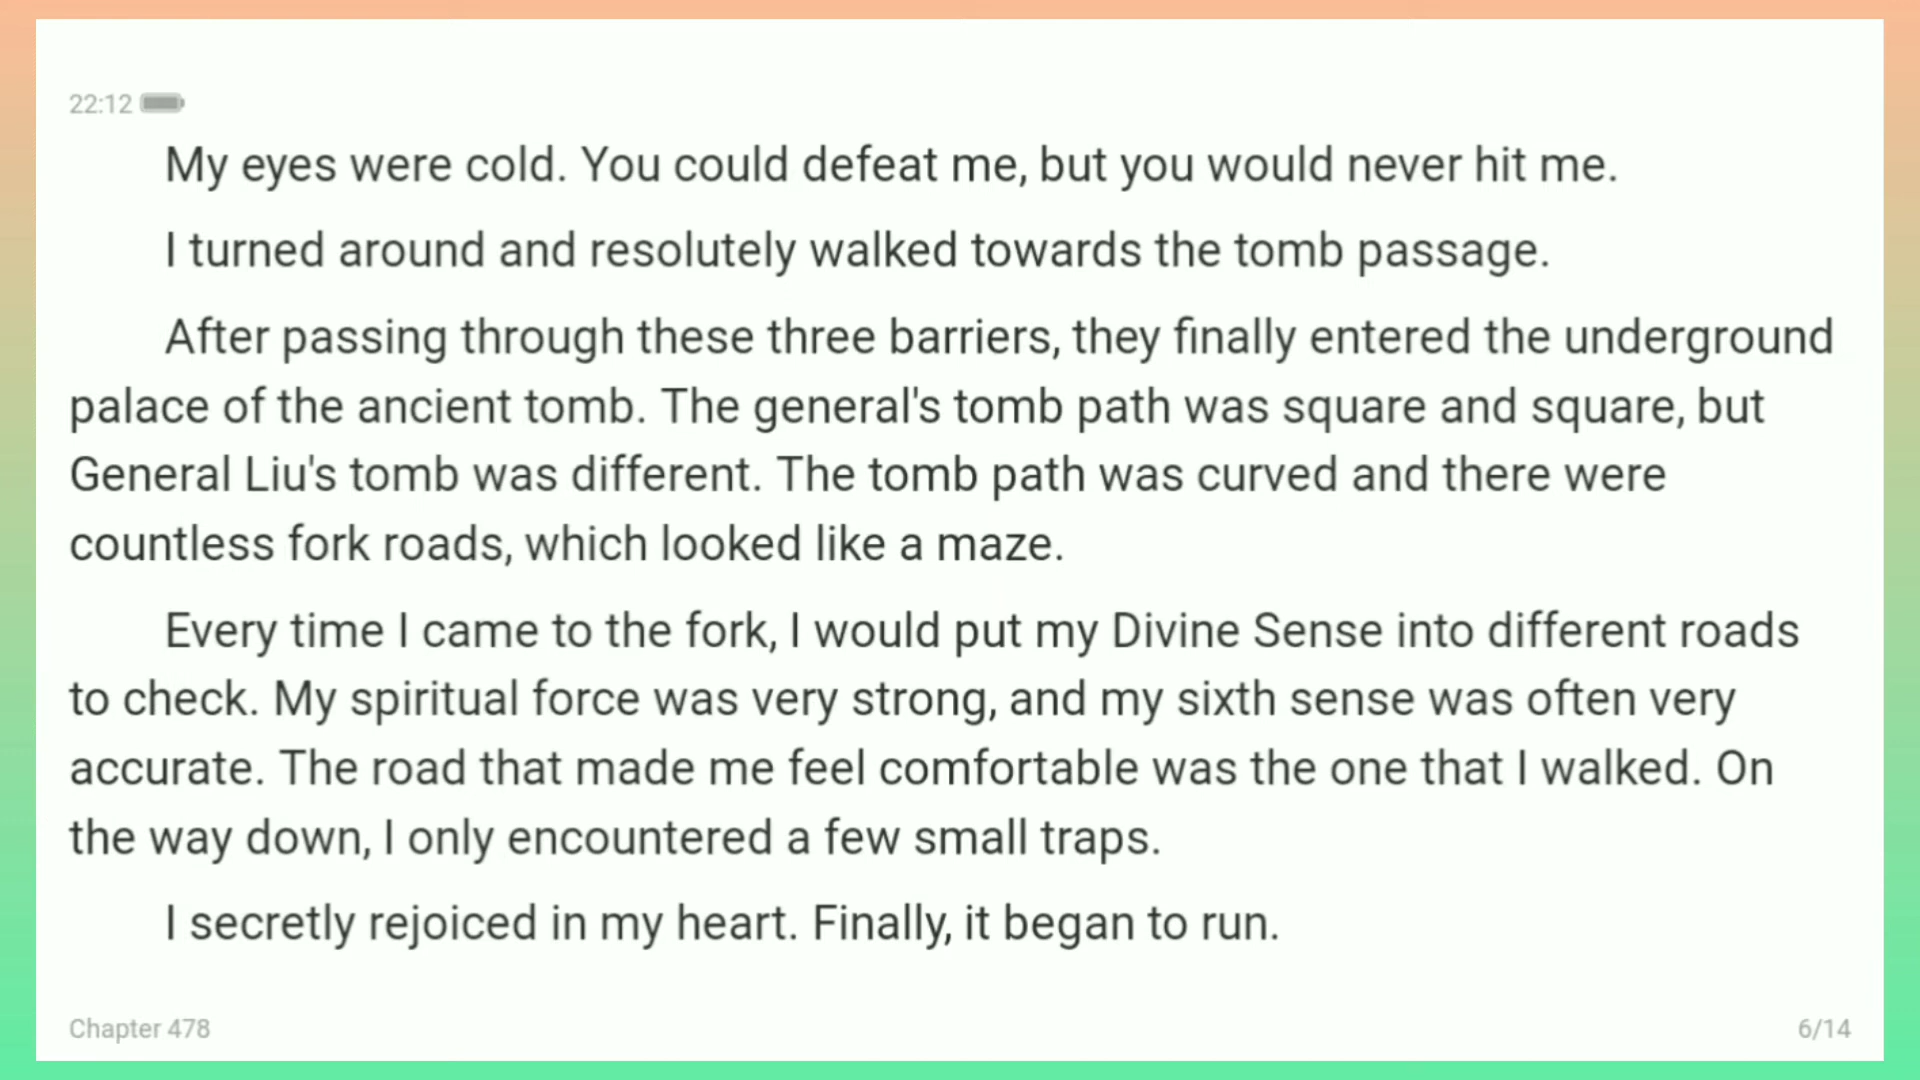 22:12
My eyes were cold. You could defeat me, but you would never hit me.
I turned around and resolutely walked towards the tomb passage.
After passing through these three barriers, they finally entered the underground
palace of the ancient tomb. The general's tomb path was square and square, but
General Liu's tomb was different. The tomb path was curved and there were
countless fork roads, which looked like a maze.
Every time I came to the fork, I would put my Divine Sense into different roads
to check. My spiritual force was very strong, and my sixth sense was often very
accurate. The road that made me feel comfortable was the one that I walked. On
the way down, I only encountered a few small traps.
I secretly rejoiced in my heart. Finally, it began to run.
Chapter 478
6/14